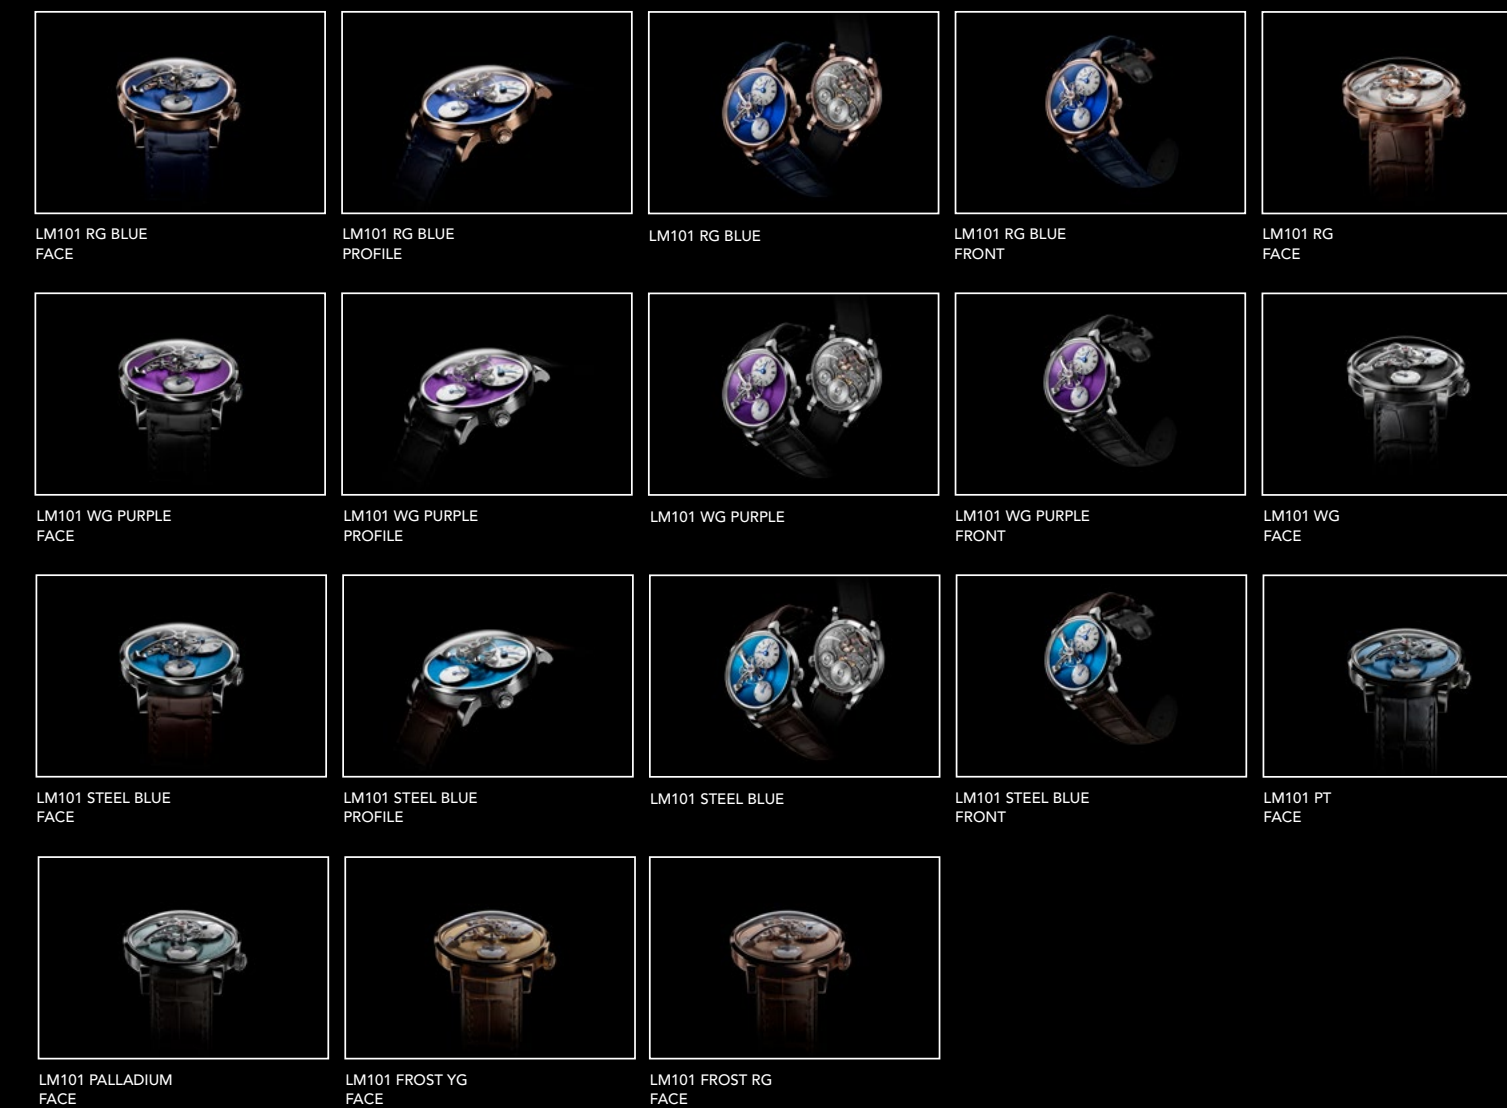 LM101 RG BLUE
FACE
LM101 RG BLUE
PROFILE
LM101 RG BLUE
LM101 RG BLUE
FRONT
LM101 RG
FACE
LM101 WG PURPLE
FACE
LM101 WG PURPLE
PROFILE
LM101 WG PURPLE
LM101 WG PURPLE
FRONT
LM101 WG
FACE
LM101 STEEL BLUE
FACE
LM101 STEEL BLUE
PROFILE
LM101 STEEL BLUE
LM101 STEEL BLUE
FRONT
LM101 PT
FACE
LM101 PALLADIUM
FACE
LM101 FROST YG
FACE
LM101 FROST RG
FACE